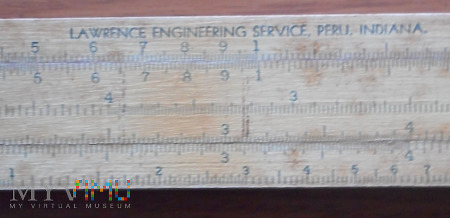 LAWRENCE ENGINEERING SERVICE, PERU, INDIANA.
5 6 7 8 9 1
5 6 7 8 9 1
4 3
3 4
3 4
1 2 3 4 5 6 7
MYVIMU
MY VIRTUAL MUSEUM